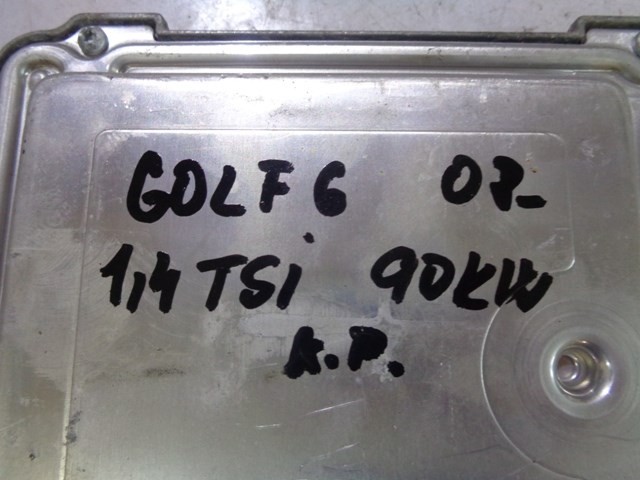 GOLF 6 08-
1,4 TSi 90KW
A.P.